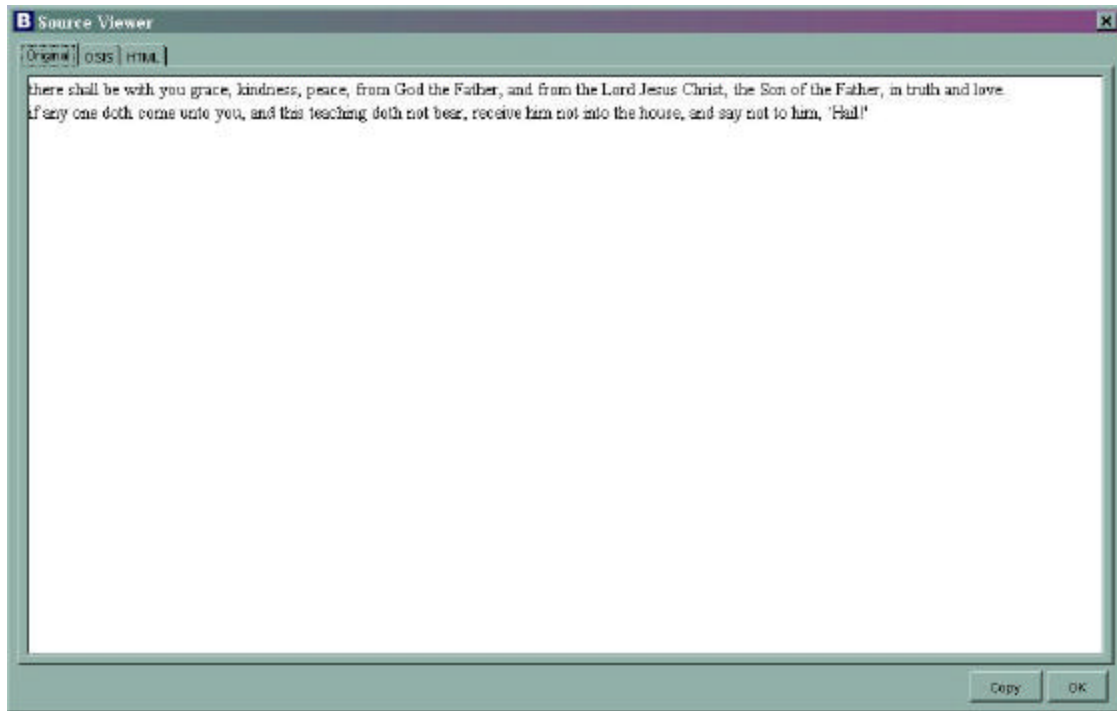 B Source Viewer
Original OSIS HTML
there shall be with you grace, kindness, peace, from God the Father, and from the Lord Jesus Christ, the Son of the Father, in truth and love.
if any one doth come unto you, and this teaching doth not bear, receive him not into the house, and say not to him, 'Hail!'
Copy OK